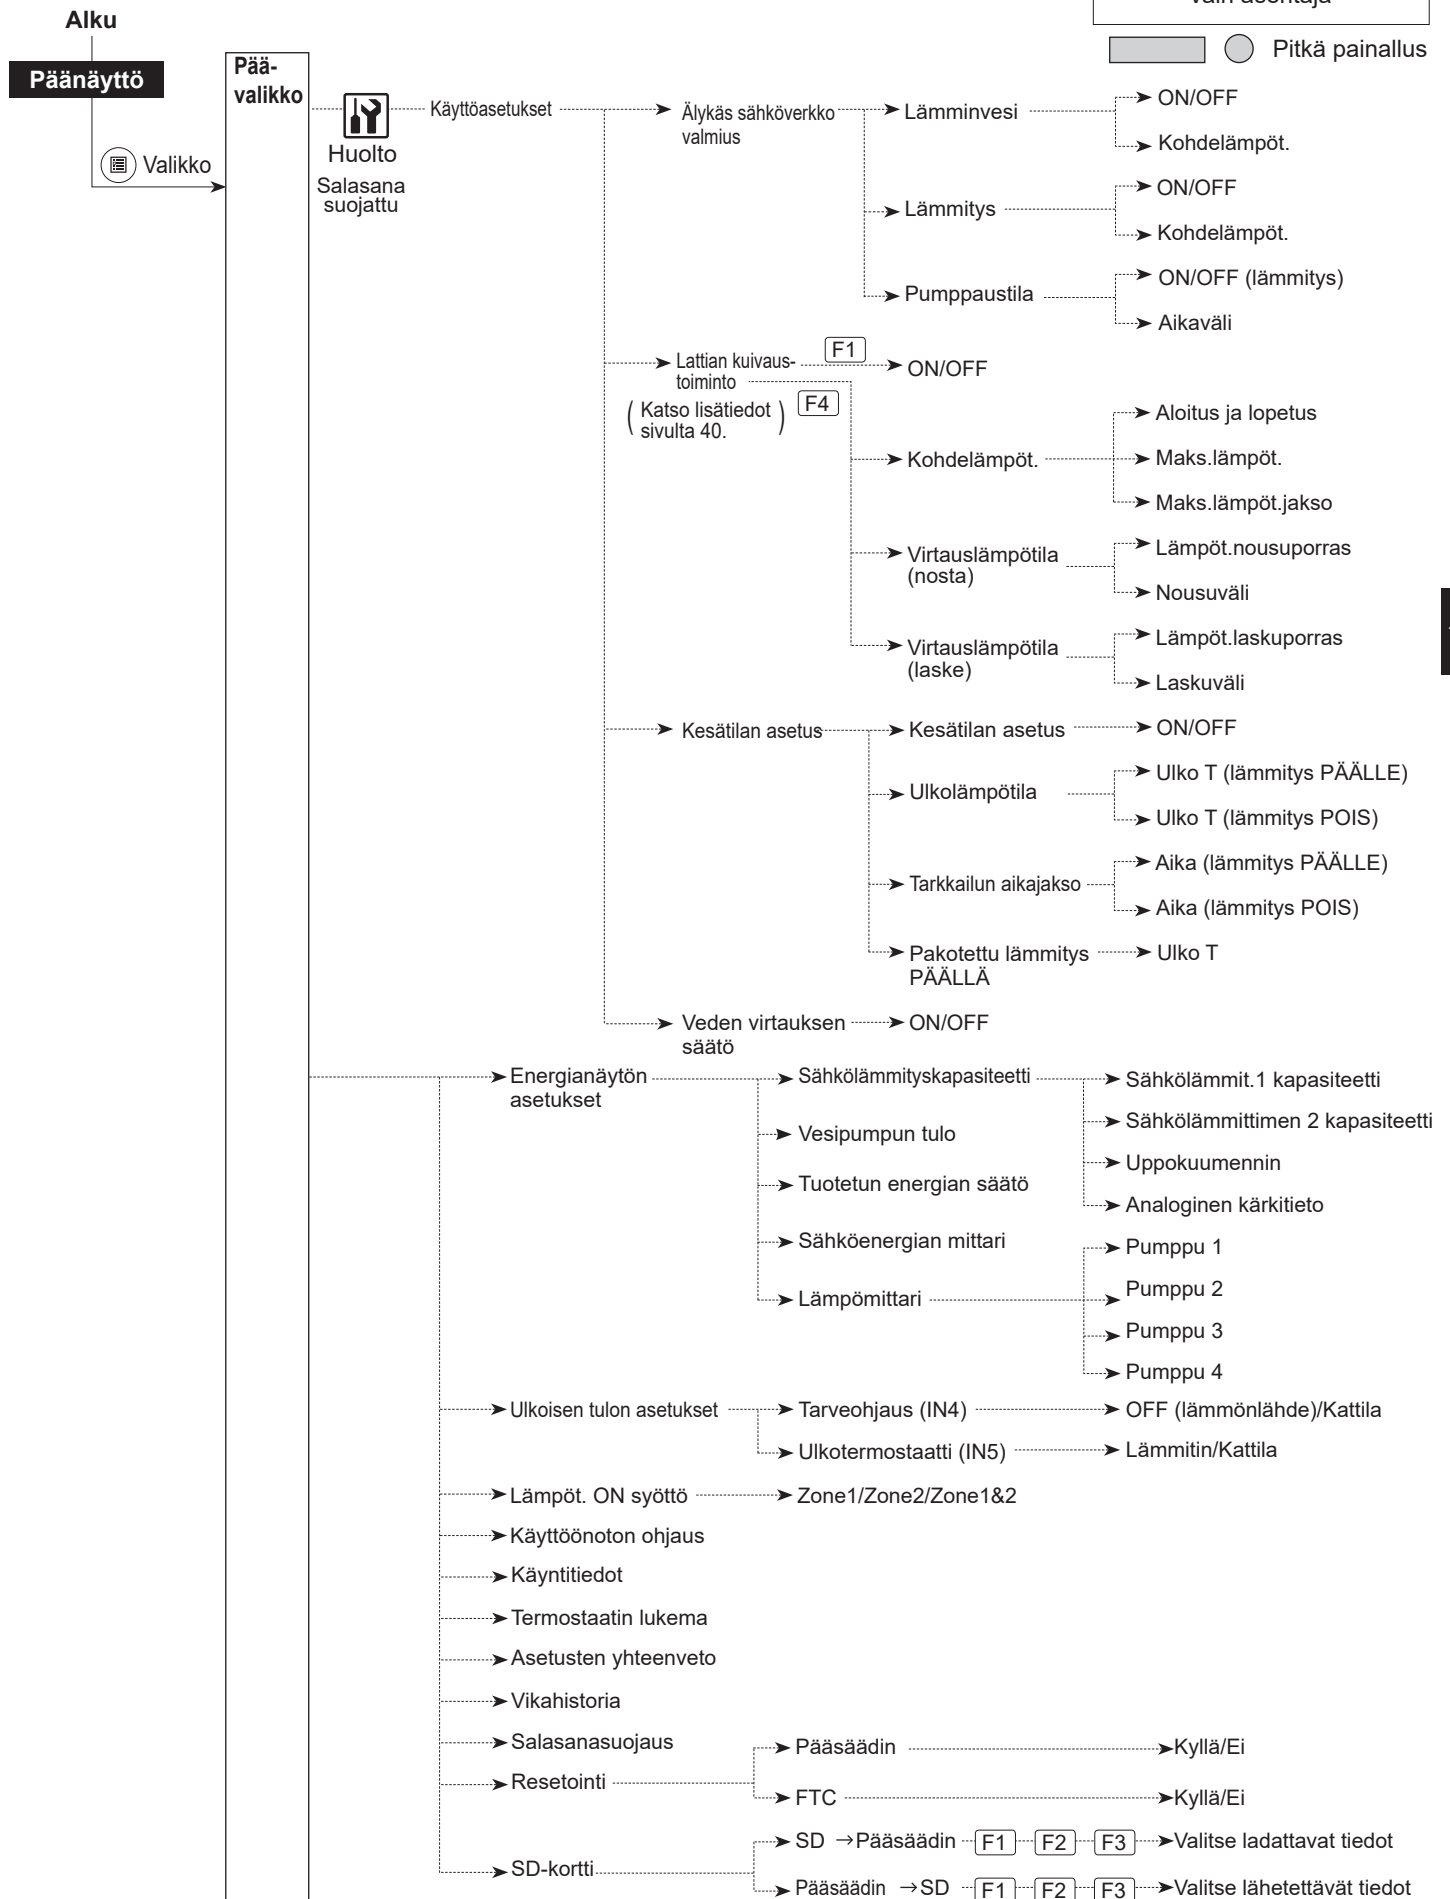 Alku
Päänäyttö
Valikko
Pää-
valikko
Huolto
Salasana
suojattu
Pitkä painallus
Käyttöasetukset
Älykäs sähköverkko
valmius
Lämminvesi
ON/OFF
Kohdelämpöt.
Lämmitys
ON/OFF
Kohdelämpöt.
Pumppaustila
ON/OFF (lämmitys)
Aikaväli
Lattian kuivaus-
toiminto
(Katso lisätiedot
sivulta 40.)
F1
ON/OFF
F4
Kohdelämpöt.
Aloitus ja lopetus
Maks.lämpöt.
Maks.lämpöt.jakso
Virtauslämpötila
(nosta)
Lämpöt.nousuporras
Nousuväli
Virtauslämpötila
(laske)
Lämpöt.laskuporras
Laskuväli
Kesätilan asetus
Kesätilan asetus
ON/OFF
Ulkolämpötila
Ulko T (lämmitys PÄÄLLE)
Ulko T (lämmitys POIS)
Tarkkailun aikajakso
Aika (lämmitys PÄÄLLE)
Aika (lämmitys POIS)
Pakotettu lämmitys
PÄÄLLÄ
Ulko T
Veden virtauksen
säätö
ON/OFF
Energianäytön
asetukset
Sähkölämmityskapasiteetti
Sähkölämmit.1 kapasiteetti
Sähkölämmittimen 2 kapasiteetti
Uppokuumennin
Analoginen kärkitieto
Vesipumpun tulo
Tuotetun energian säätö
Sähköenergian mittari
Lämpömittari
Pumppu 1
Pumppu 2
Pumppu 3
Pumppu 4
Ulkoisen tulon asetukset
Tarveohjaus (IN4)
OFF (lämmönlähde)/Kattila
Ulkotermostaatti (IN5)
Lämmitin/Kattila
Lämpöt. ON syöttö
Zone1/Zone2/Zone1&2
Käyttöönoton ohjaus
Käyntitiedot
Termostaatin lukema
Asetusten yhteenveto
Vikahistoria
Salasanasuojaus
Resetointi
Pääsäädin
Kyllä/Ei
FTC
Kyllä/Ei
SD-kortti
SD →Pääsäädin F1 F2 F3 Valitse ladattavat tiedot
Pääsäädin →SD F1 F2 F3 Valitse lähetettävät tiedot